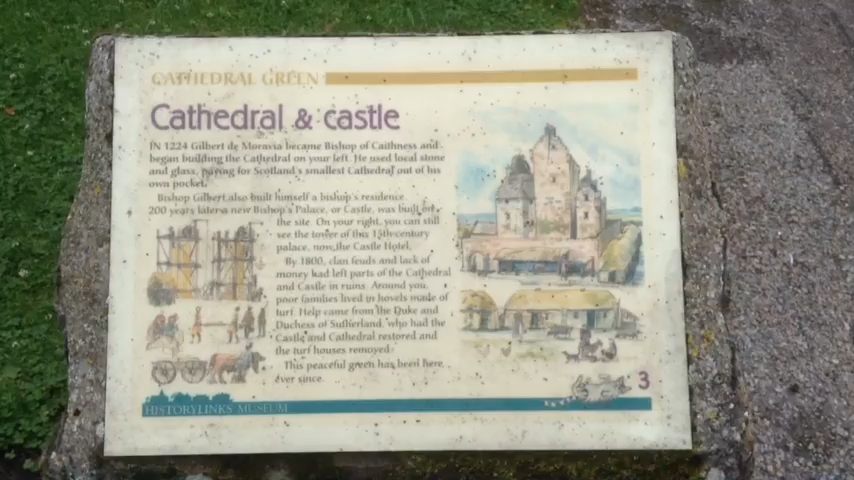 CATHEDRAL GREEN
Cathedral & castle
IN 1224 Gilbert de Moravia became Bishop of Caithness and
began building the Cathedral on your left. He used local stone
and glass, paying for Scotland's smallest Cathedral out of his
own pocket.
Bishop Gilbert also built himself a bishop's residence.
200 years later a new Bishop's Palace, or Castle, was built on
the site. On your right, you can still
see the tower of this 15th century
palace, now the Castle Hotel.
By 1800, clan feuds and lack of
money had left parts of the Cathedral
and Castle in ruins. Around you,
poor families lived in hovels made of
turf. Help came from the Duke and
Duchess of Sutherland, who had the
Castle and Cathedral restored and
the turf houses removed.
This peaceful green has been here
ever since.
3
HISTORYLINKS MUSEUM